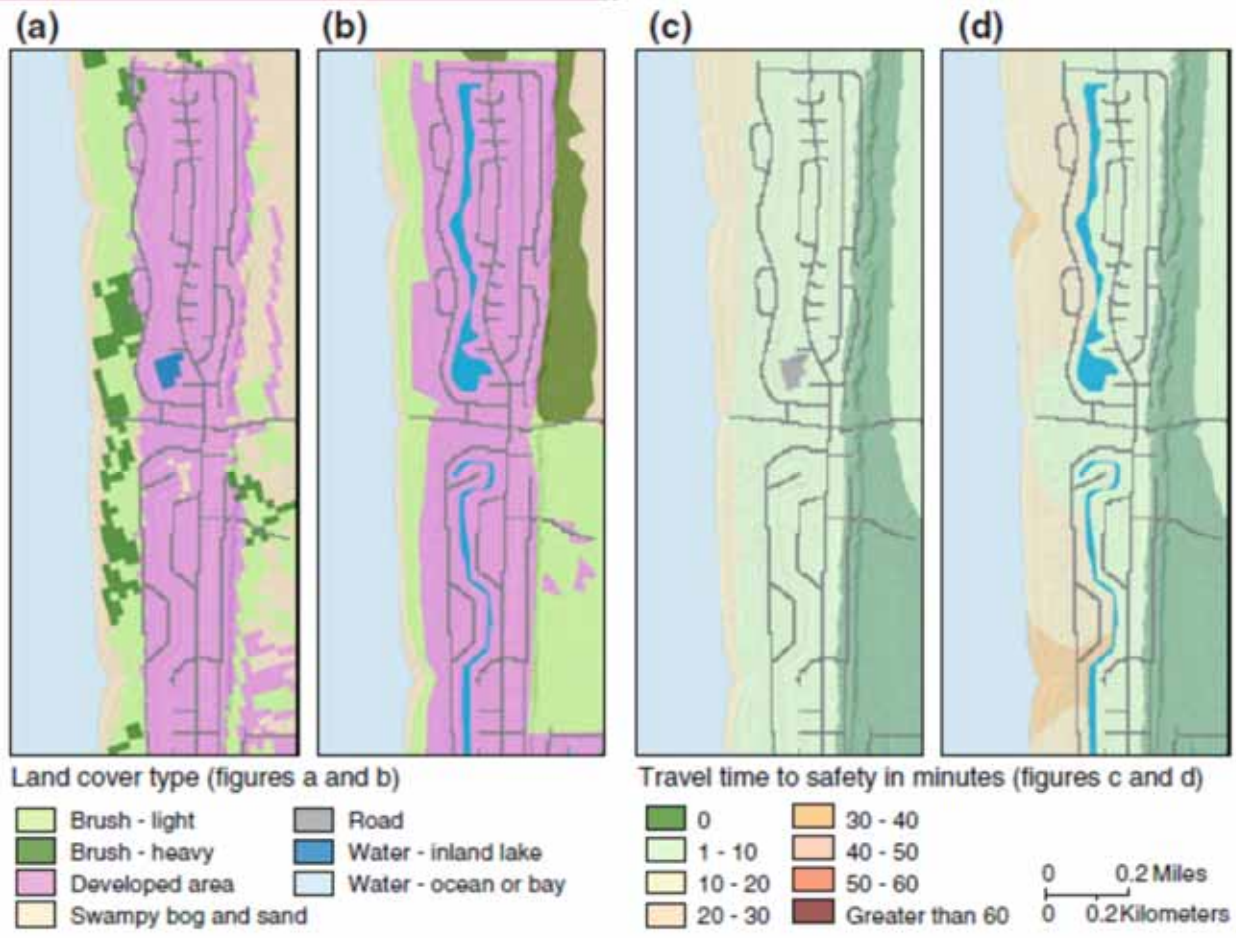 (a) (b) (c) (d)
Land cover type (figures a and b)
Brush - light
Brush - heavy
Developed area
Swampy bog and sand
Road
Water - inland lake
Water - ocean or bay
Travel time to safety in minutes (figures c and d)
0
1 - 10
10 - 20
20 - 30
30 - 40
40 - 50
50 - 60
Greater than 60
0 0.2 Miles
0 0.2Kilometers